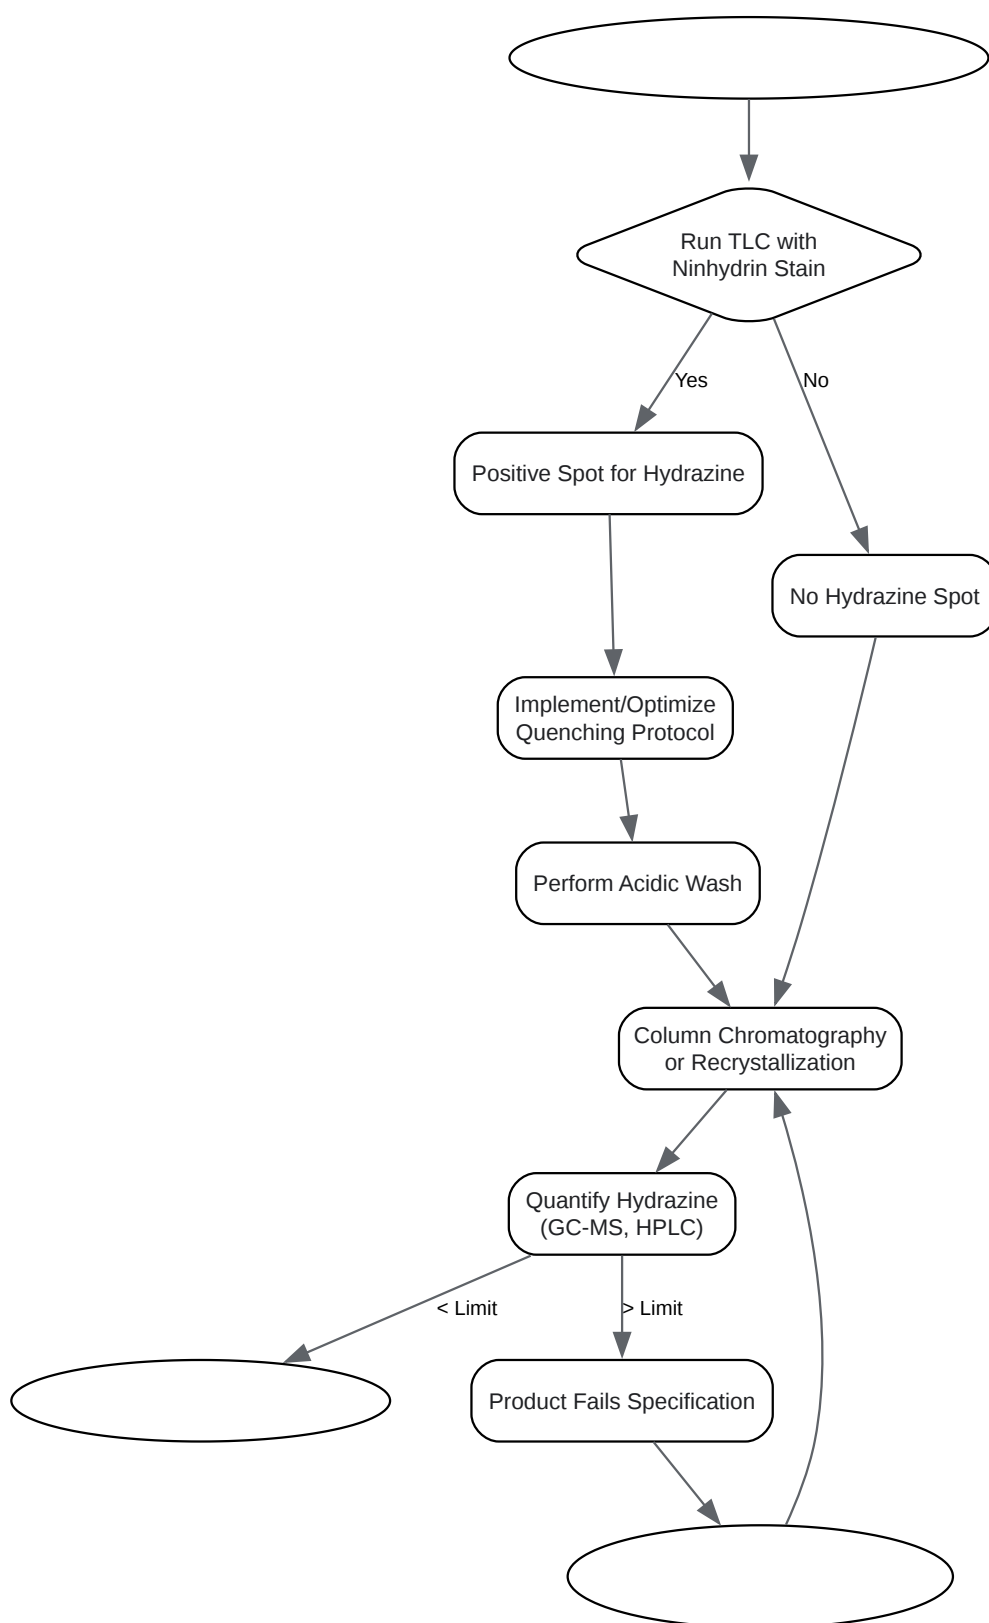 Run TLC with
Ninhydrin Stain
Yes
No
Positive Spot for Hydrazine
No Hydrazine Spot
Implement/Optimize
Quenching Protocol
Perform Acidic Wash
Column Chromatography
or Recrystallization
Quantify Hydrazine
(GC-MS, HPLC)
< Limit
> Limit
Product Fails Specification